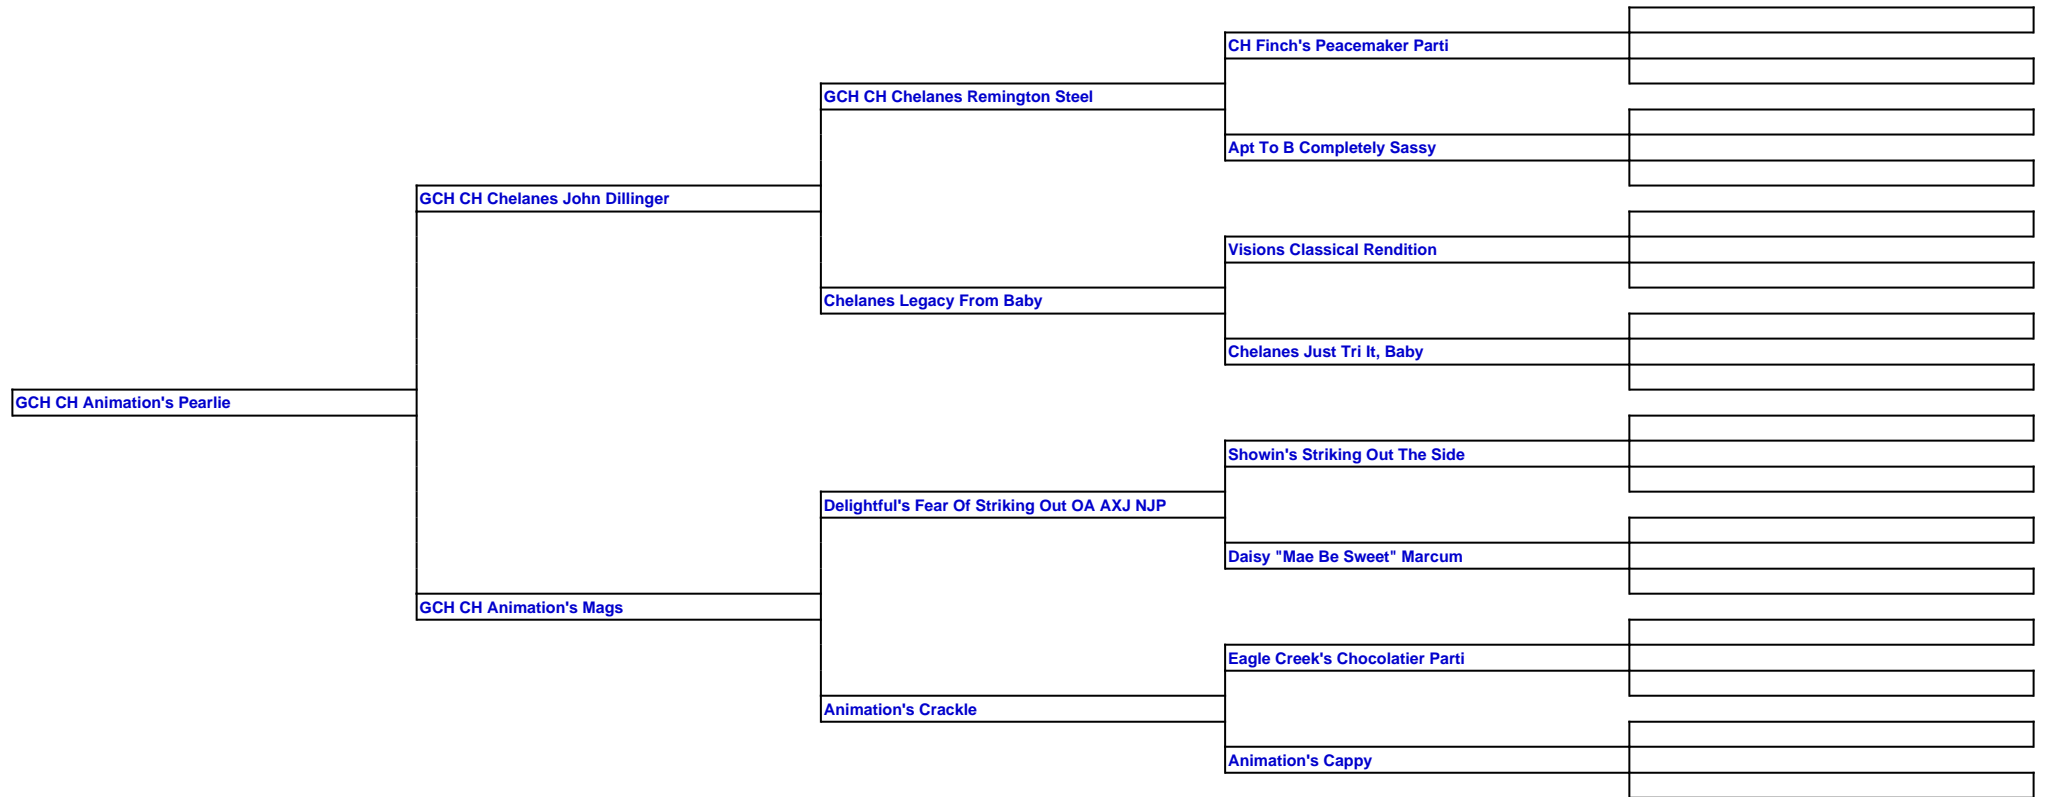 CH Finch's Peacemaker Parti
GCH CH Chelanes Remington Steel
Apt To B Completely Sassy
GCH CH Chelanes John Dillinger
Visions Classical Rendition
Chelanes Legacy From Baby
Chelanes Just Tri It, Baby
GCH CH Animation's Pearlie
Showin's Striking Out The Side
Delightful's Fear Of Striking Out OA AXJ NJP
Daisy "Mae Be Sweet" Marcum
GCH CH Animation's Mags
Eagle Creek's Chocolatier Parti
Animation's Crackle
Animation's Cappy